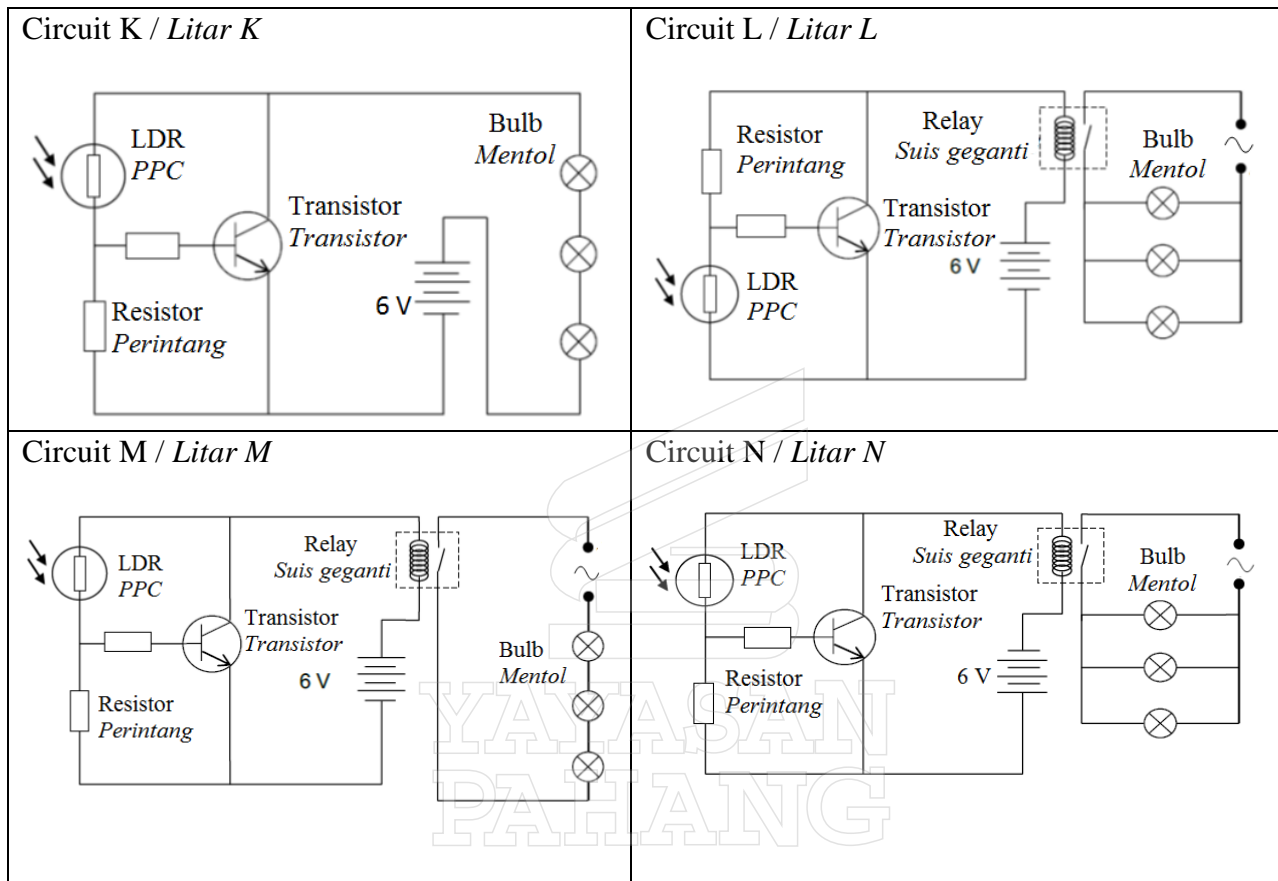 Circuit K / Litar K
LDR
PPC
Bulb
Mentol
Transistor
Transistor
Resistor
Perintang
6 V
Circuit L / Litar L
Resistor
Perintang
Relay
Suis geganti
Bulb
Mentol
Transistor
Transistor
6 V
LDR
PPC
Circuit M / Litar M
LDR
PPC
Relay
Suis geganti
Transistor
Transistor
6 V
Bulb
Mentol
Resistor
Perintang
Circuit N / Litar N
LDR
PPC
Relay
Suis geganti
Bulb
Mentol
Transistor
Transistor
6 V
Resistor
Perintang
YAYASAN
PAHANG